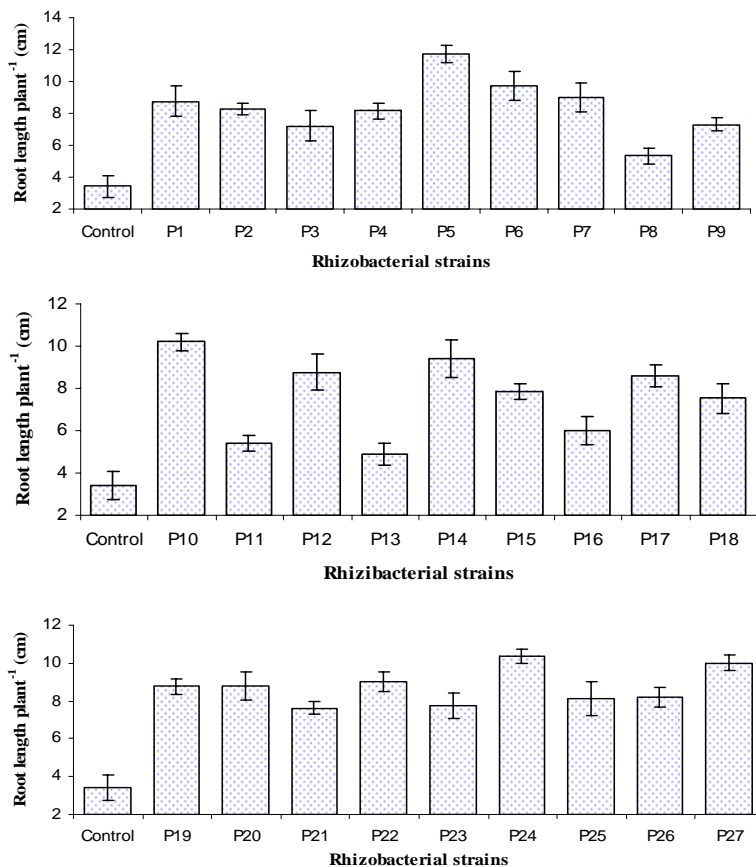 14
12
10
8
6
4
2
Root length plant-1 (cm)
Control P1 P2 P3 P4 P5 P6 P7 P8 P9
Rhizobacterial strains
12
10
8
6
4
2
Root length plant-1 (cm)
Control P10 P11 P12 P13 P14 P15 P16 P17 P18
Rhizibacterial strains
12
10
8
6
4
2
Root length plant-1 (cm)
Control P19 P20 P21 P22 P23 P24 P25 P26 P27
Rhizobacterial strains